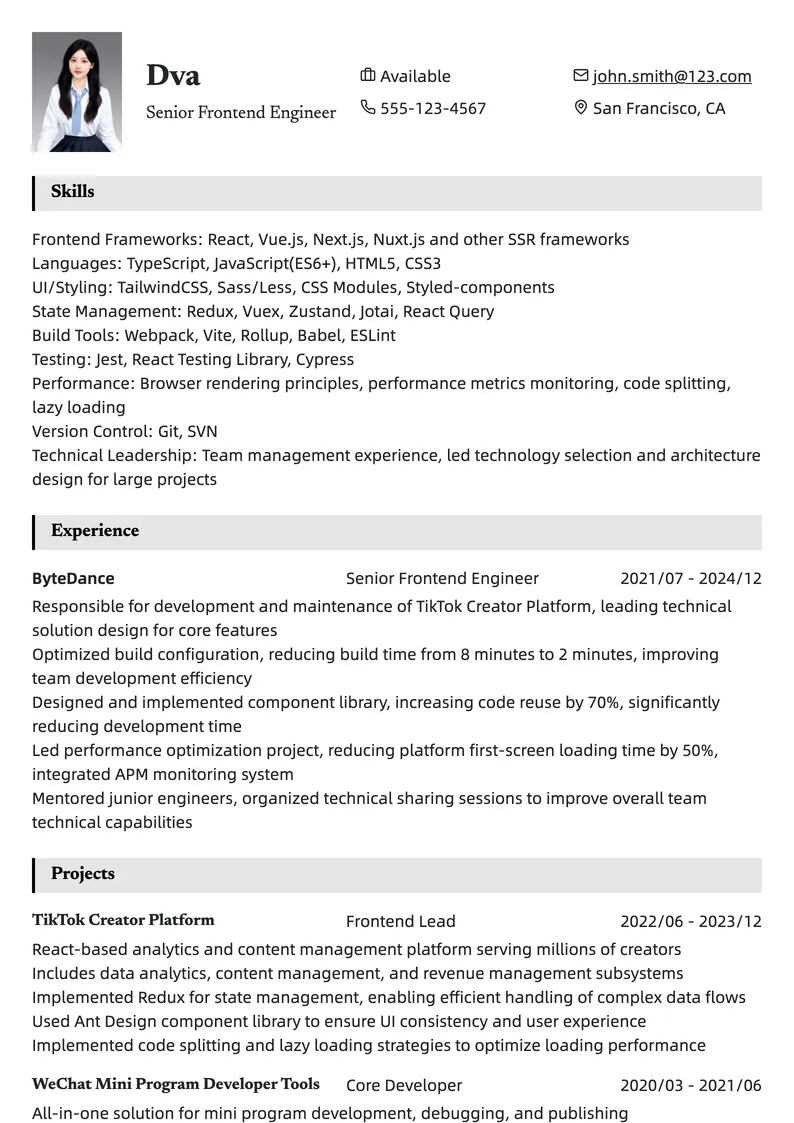 Dva
Senior Frontend Engineer
Available
555-123-4567
john.smith@123.com
San Francisco, CA
Skills
Frontend Frameworks: React, Vue.js, Next.js, Nuxt.js and other SSR frameworks
Languages: TypeScript, JavaScript(ES6+), HTML5, CSS3
UI/Styling: TailwindCSS, Sass/Less, CSS Modules, Styled-components
State Management: Redux, Vuex, Zustand, Jotai, React Query
Build Tools: Webpack, Vite, Rollup, Babel, ESLint
Testing: Jest, React Testing Library, Cypress
Performance: Browser rendering principles, performance metrics monitoring, code splitting,
lazy loading
Version Control: Git, SVN
Technical Leadership: Team management experience, led technology selection and architecture
design for large projects
Experience
ByteDance Senior Frontend Engineer 2021/07 - 2024/12
Responsible for development and maintenance of TikTok Creator Platform, leading technical
solution design for core features
Optimized build configuration, reducing build time from 8 minutes to 2 minutes, improving
team development efficiency
Designed and implemented component library, increasing code reuse by 70%, significantly
reducing development time
Led performance optimization project, reducing platform first-screen loading time by 50%,
integrated APM monitoring system
Mentored junior engineers, organized technical sharing sessions to improve overall team
technical capabilities
Projects
TikTok Creator Platform Frontend Lead 2022/06 - 2023/12
React-based analytics and content management platform serving millions of creators
Includes data analytics, content management, and revenue management subsystems
Implemented Redux for state management, enabling efficient handling of complex data flows
Used Ant Design component library to ensure UI consistency and user experience
Implemented code splitting and lazy loading strategies to optimize loading performance
WeChat Mini Program Developer Tools Core Developer 2020/03 - 2021/06
All-in-one solution for mini program development, debugging, and publishing